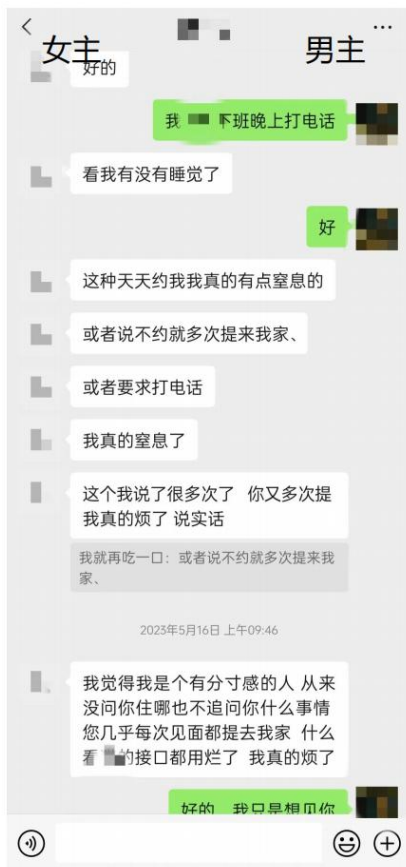 女主
男主
好的
我 下班晚上打电话
看我有没有睡觉了
好
这种天天约我我真的有点窒息的
或者说不约就多次提来我家、
或者要求打电话
我真的窒息了
这个我说了很多次了 你又多次提
我真的烦了 说实话
我就再吃一口：或者说不约就多次提来我
家、
2023年5月16日 上午09:46
我觉得我是个有分寸感的人 从来
没问你住哪也不追问你什么事情
您几乎每次见面都提去我家 什么
看 的接口都用烂了 我真的烦了
好的 我只是想见你